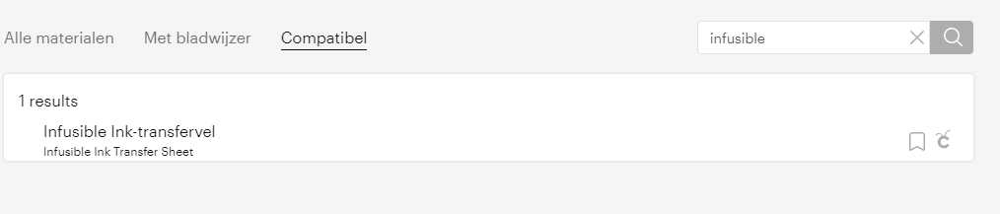 Alle materialen Met bladwijzer Compatibel infusible
1 results
Infusible Ink-transfervel
Infusible Ink Transfer Sheet